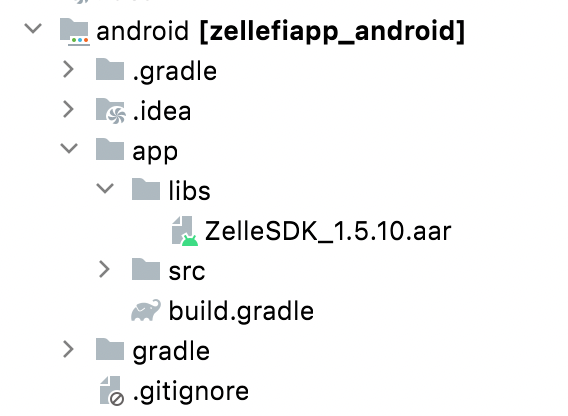 android [zellefiapp_android]
.gradle
.idea
app
libs
ZelleSDK_1.5.10.aar
src
build.gradle
gradle
.gitignore